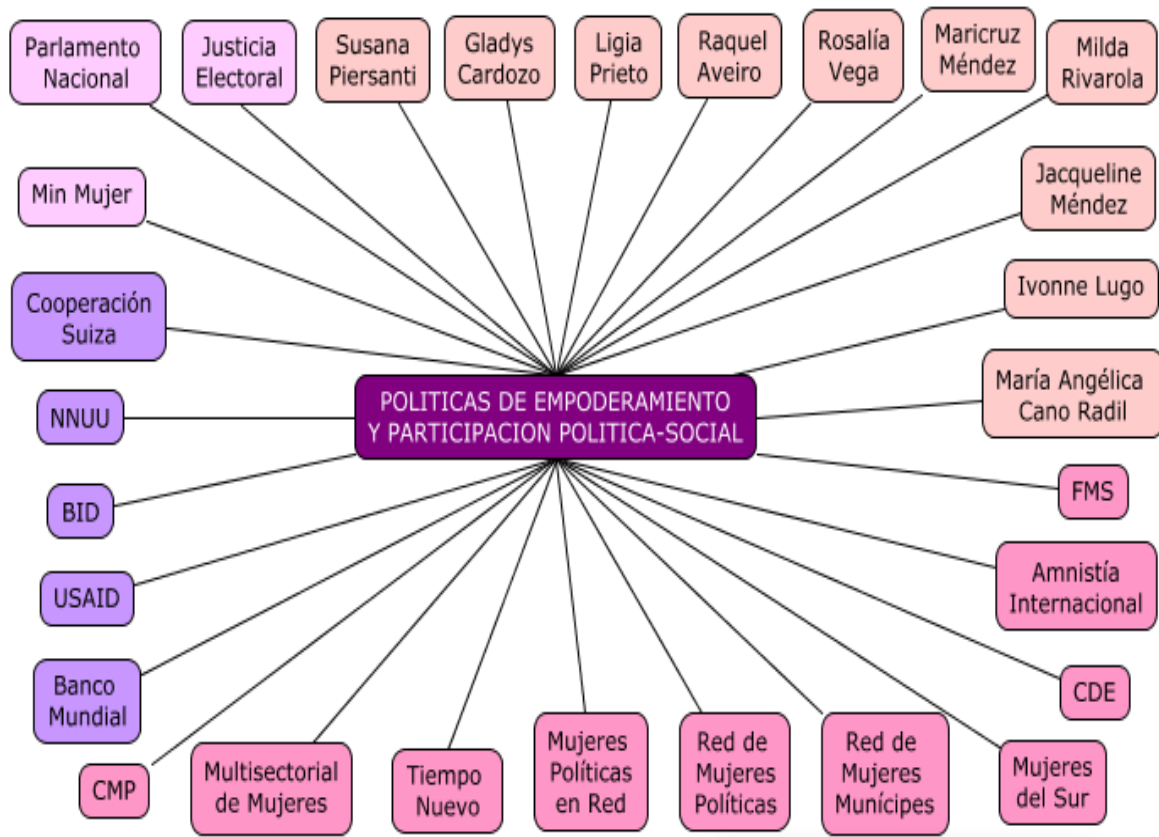 Parlamento
Nacional
Justicia
Electoral
Susana
Piersanti
Gladys
Cardozo
Ligia
Prieto
Raquel
Aveiro
Rosalía
Vega
Maricruz
Méndez
Milda
Rivarola
Min Mujer
Jacqueline
Méndez
Cooperación
Suiza
Ivonne Lugo
NNUU
POLITICAS DE EMPODERAMIENTO
Y PARTICIPACION POLITICA-SOCIAL
María Angélica
Cano Radil
BID
FMS
USAID
Amnistía
Internacional
Banco
Mundial
CDE
CMP
Multisectorial
de Mujeres
Tiempo
Nuevo
Mujeres
Políticas
en Red
Red de
Mujeres
Políticas
Red de
Mujeres
Munícipes
Mujeres
del Sur